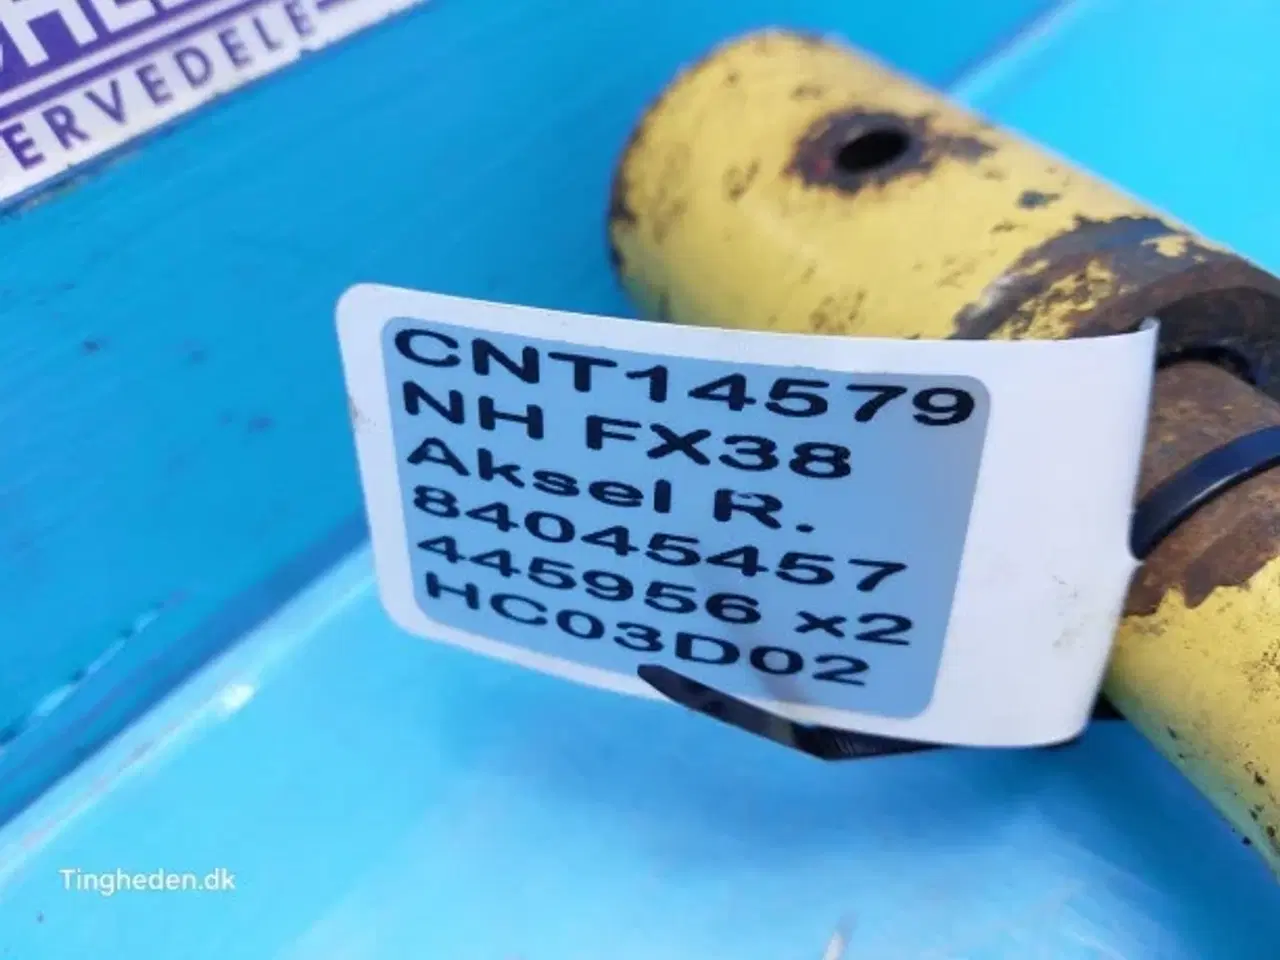 ERVEDELE
CNT14579
NH FX38
Aksel R.
84045457
445956 x2
HC03D02
Tingheden.dk